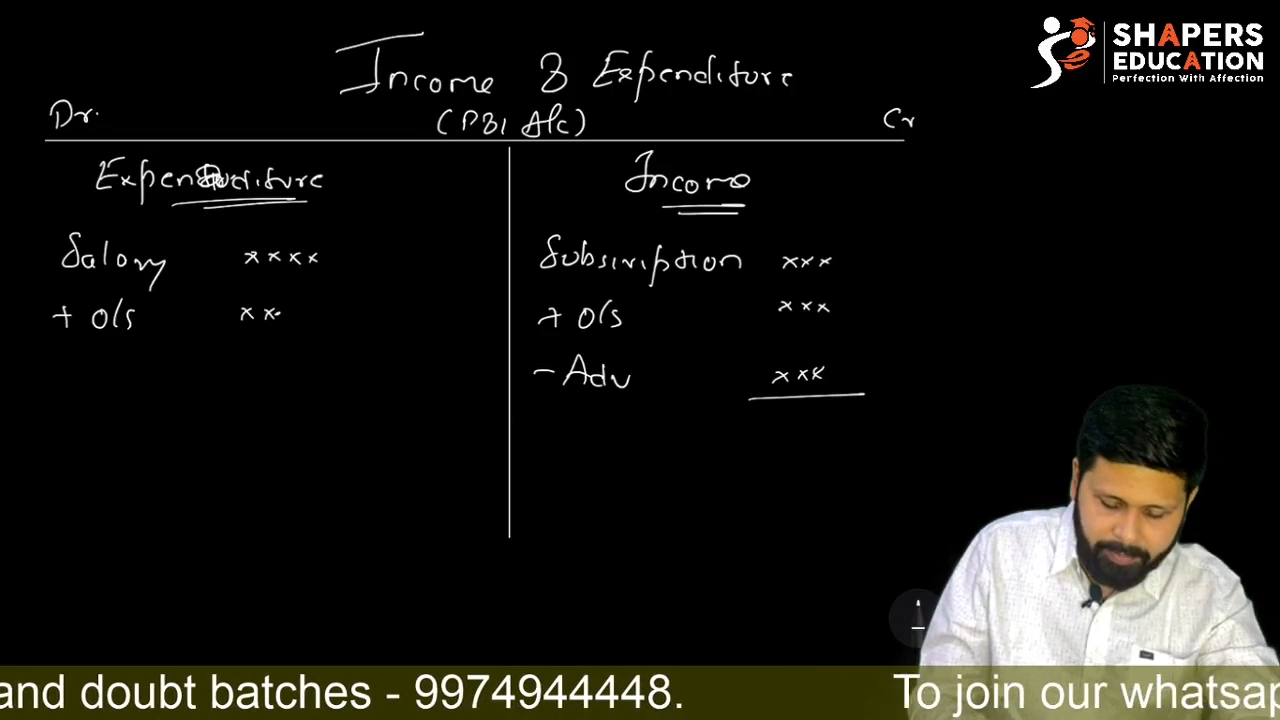 SHAPERS
EDUCATION
Perfection With Affection
Income & Expenditure
Dr.
(P&I A/c)
Cr
Expenditure
Income
Salary xxxx
+ O/s xx
Subsiription xxx
+ O/s xxx
- Adv xxx
and doubt batches - 9974944448.
To join our whatsap